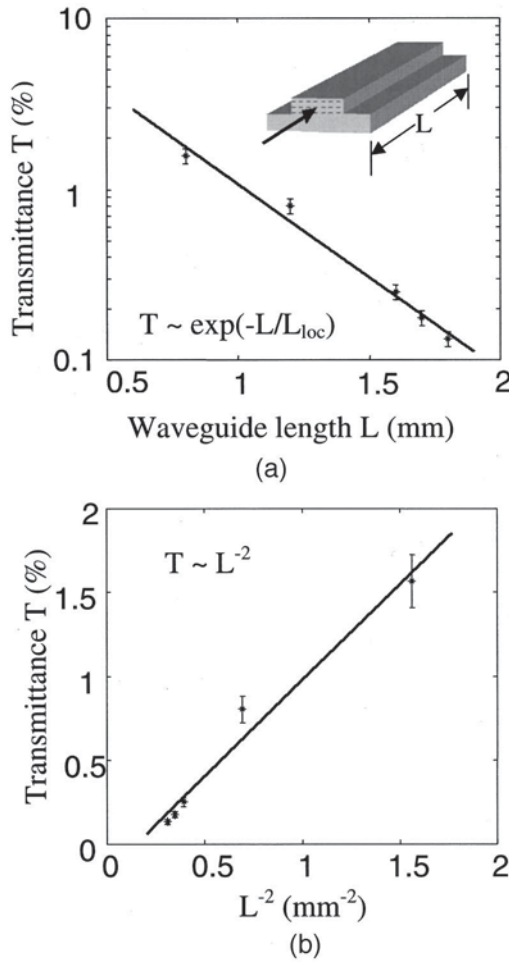 10
1
0.1
Transmittance T (%)
L
T ~ exp(-L/Lloc)
0.5
1
1.5
2
Waveguide length L (mm)
(a)
2
1.5
1
0.5
0
Transmittance T (%)
T ~ L-2
0
0.5
1
1.5
2
L-2 (mm-2)
(b)